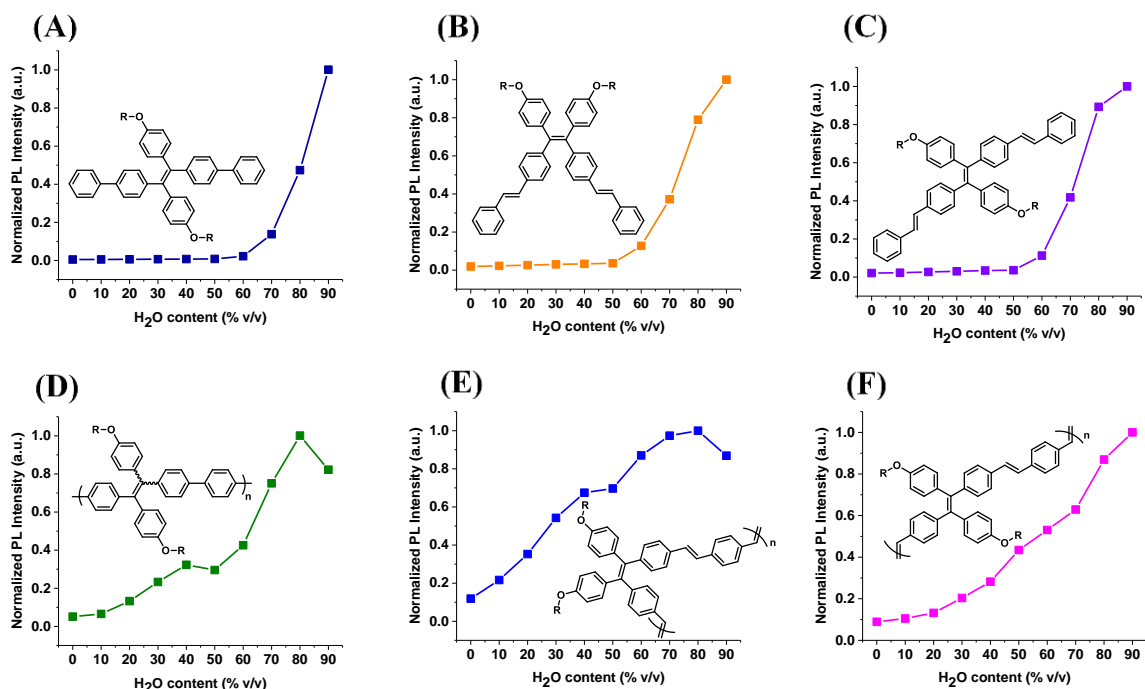 (A)
Normalized PL Intensity (a.u.)
1.0
0.8
0.6
0.4
0.2
0.0
0 10 20 30 40 50 60 70 80 90
H₂O content (% v/v)
R-O
O-R
(B)
Normalized PL Intensity (a.u.)
1.0
0.8
0.6
0.4
0.2
0.0
0 10 20 30 40 50 60 70 80 90
H₂O content (% v/v)
R-O
O-R
(C)
Normalized PL Intensity (a.u.)
1.0
0.8
0.6
0.4
0.2
0.0
0 10 20 30 40 50 60 70 80 90
H₂O content (% v/v)
O
R
O-R
(D)
Normalized PL Intensity (a.u.)
1.0
0.8
0.6
0.4
0.2
0.0
0 10 20 30 40 50 60 70 80 90
H₂O content (% v/v)
R-O
n
O-R
(E)
Normalized PL Intensity (a.u.)
1.0
0.8
0.6
0.4
0.2
0.0
0 10 20 30 40 50 60 70 80 90
H₂O content (% v/v)
R
O
n
O
R
(F)
Normalized PL Intensity (a.u.)
1.0
0.8
0.6
0.4
0.2
0.0
0 10 20 30 40 50 60 70 80 90
H₂O content (% v/v)
n
O
R
R
O